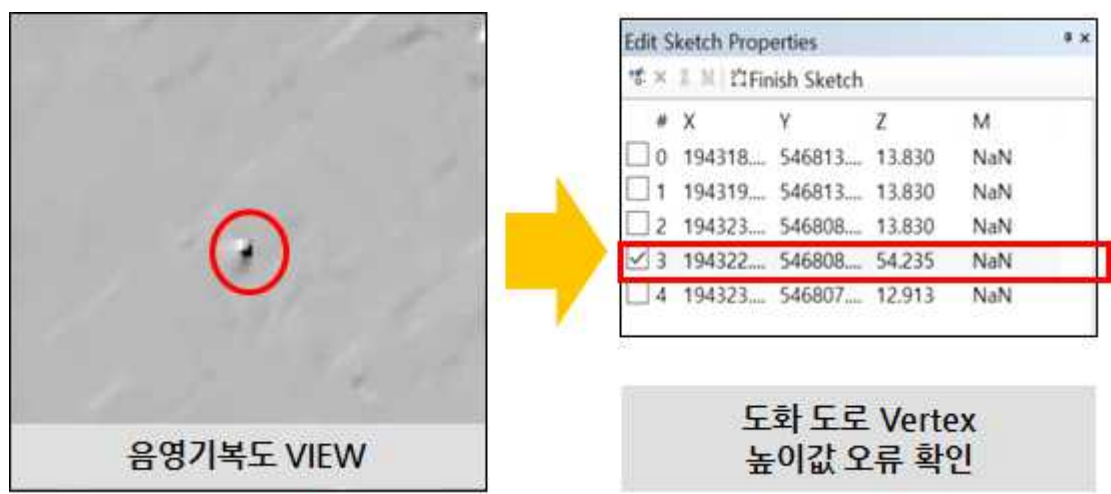 음영기복도 VIEW
Edit Sketch Properties
Finish Sketch
# X Y Z M
0 194318.... 546813.... 13.830 NaN
1 194319.... 546813.... 13.830 NaN
2 194323.... 546808.... 13.830 NaN
3 194322.... 546808.... 54.235 NaN
4 194323.... 546807.... 12.913 NaN
도화 도로 Vertex
높이값 오류 확인